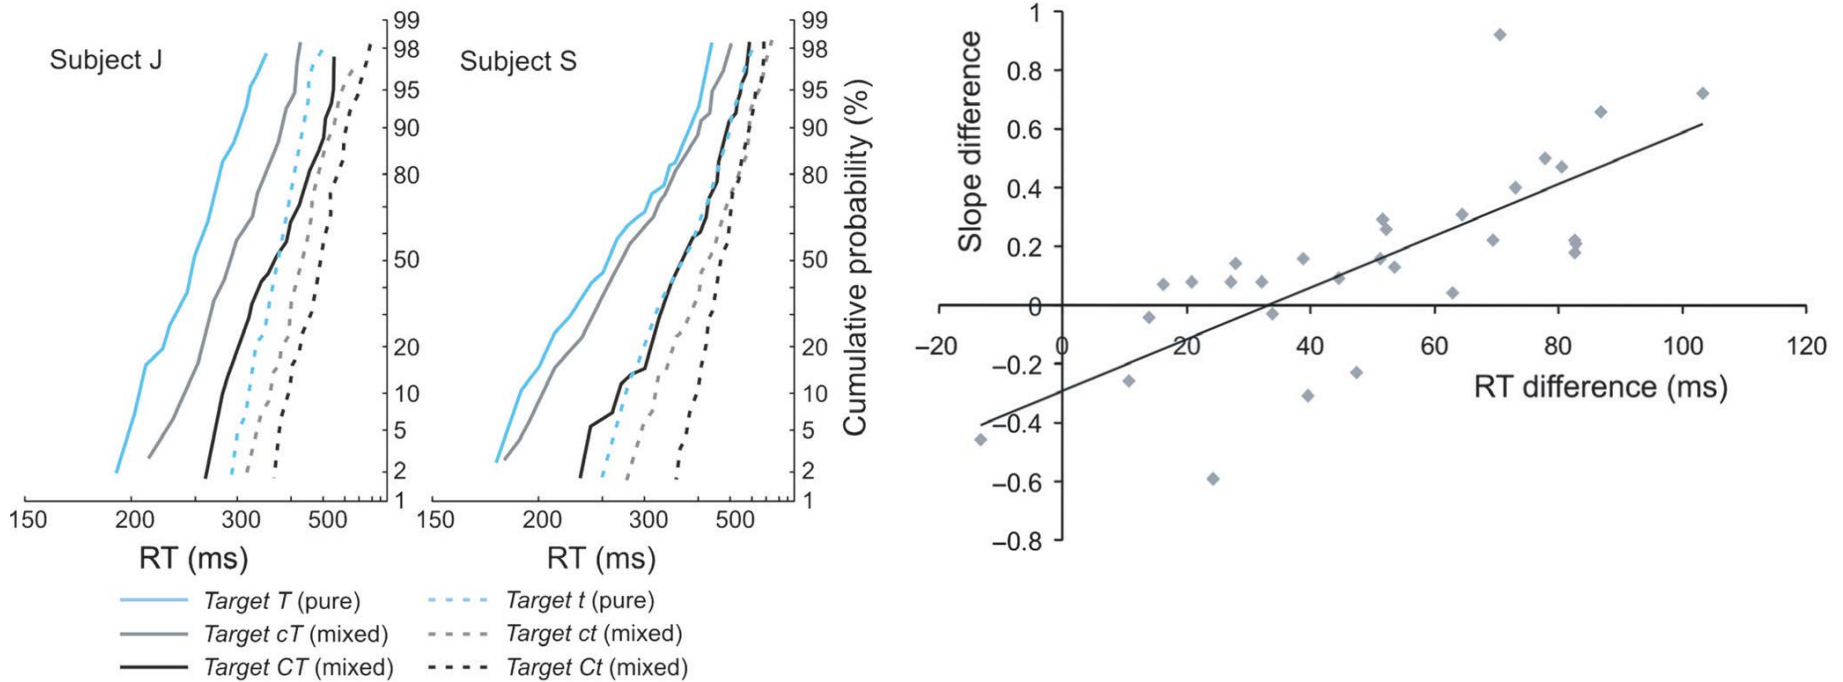 Subject J
99
98
95
90
80
50
20
10
5
2
1
150 200 300 500
RT (ms)
Subject S
99
98
95
90
80
50
20
10
5
2
1
Cumulative probability (%)
150 200 300 500
RT (ms)
Target T (pure)
Target cT (mixed)
Target CT (mixed)
Target t (pure)
Target ct (mixed)
Target Ct (mixed)
Slope difference
1
0.8
0.6
0.4
0.2
0
–0.2
–0.4
–0.6
–0.8
–20 0 20 40 60 80 100 120
RT difference (ms)